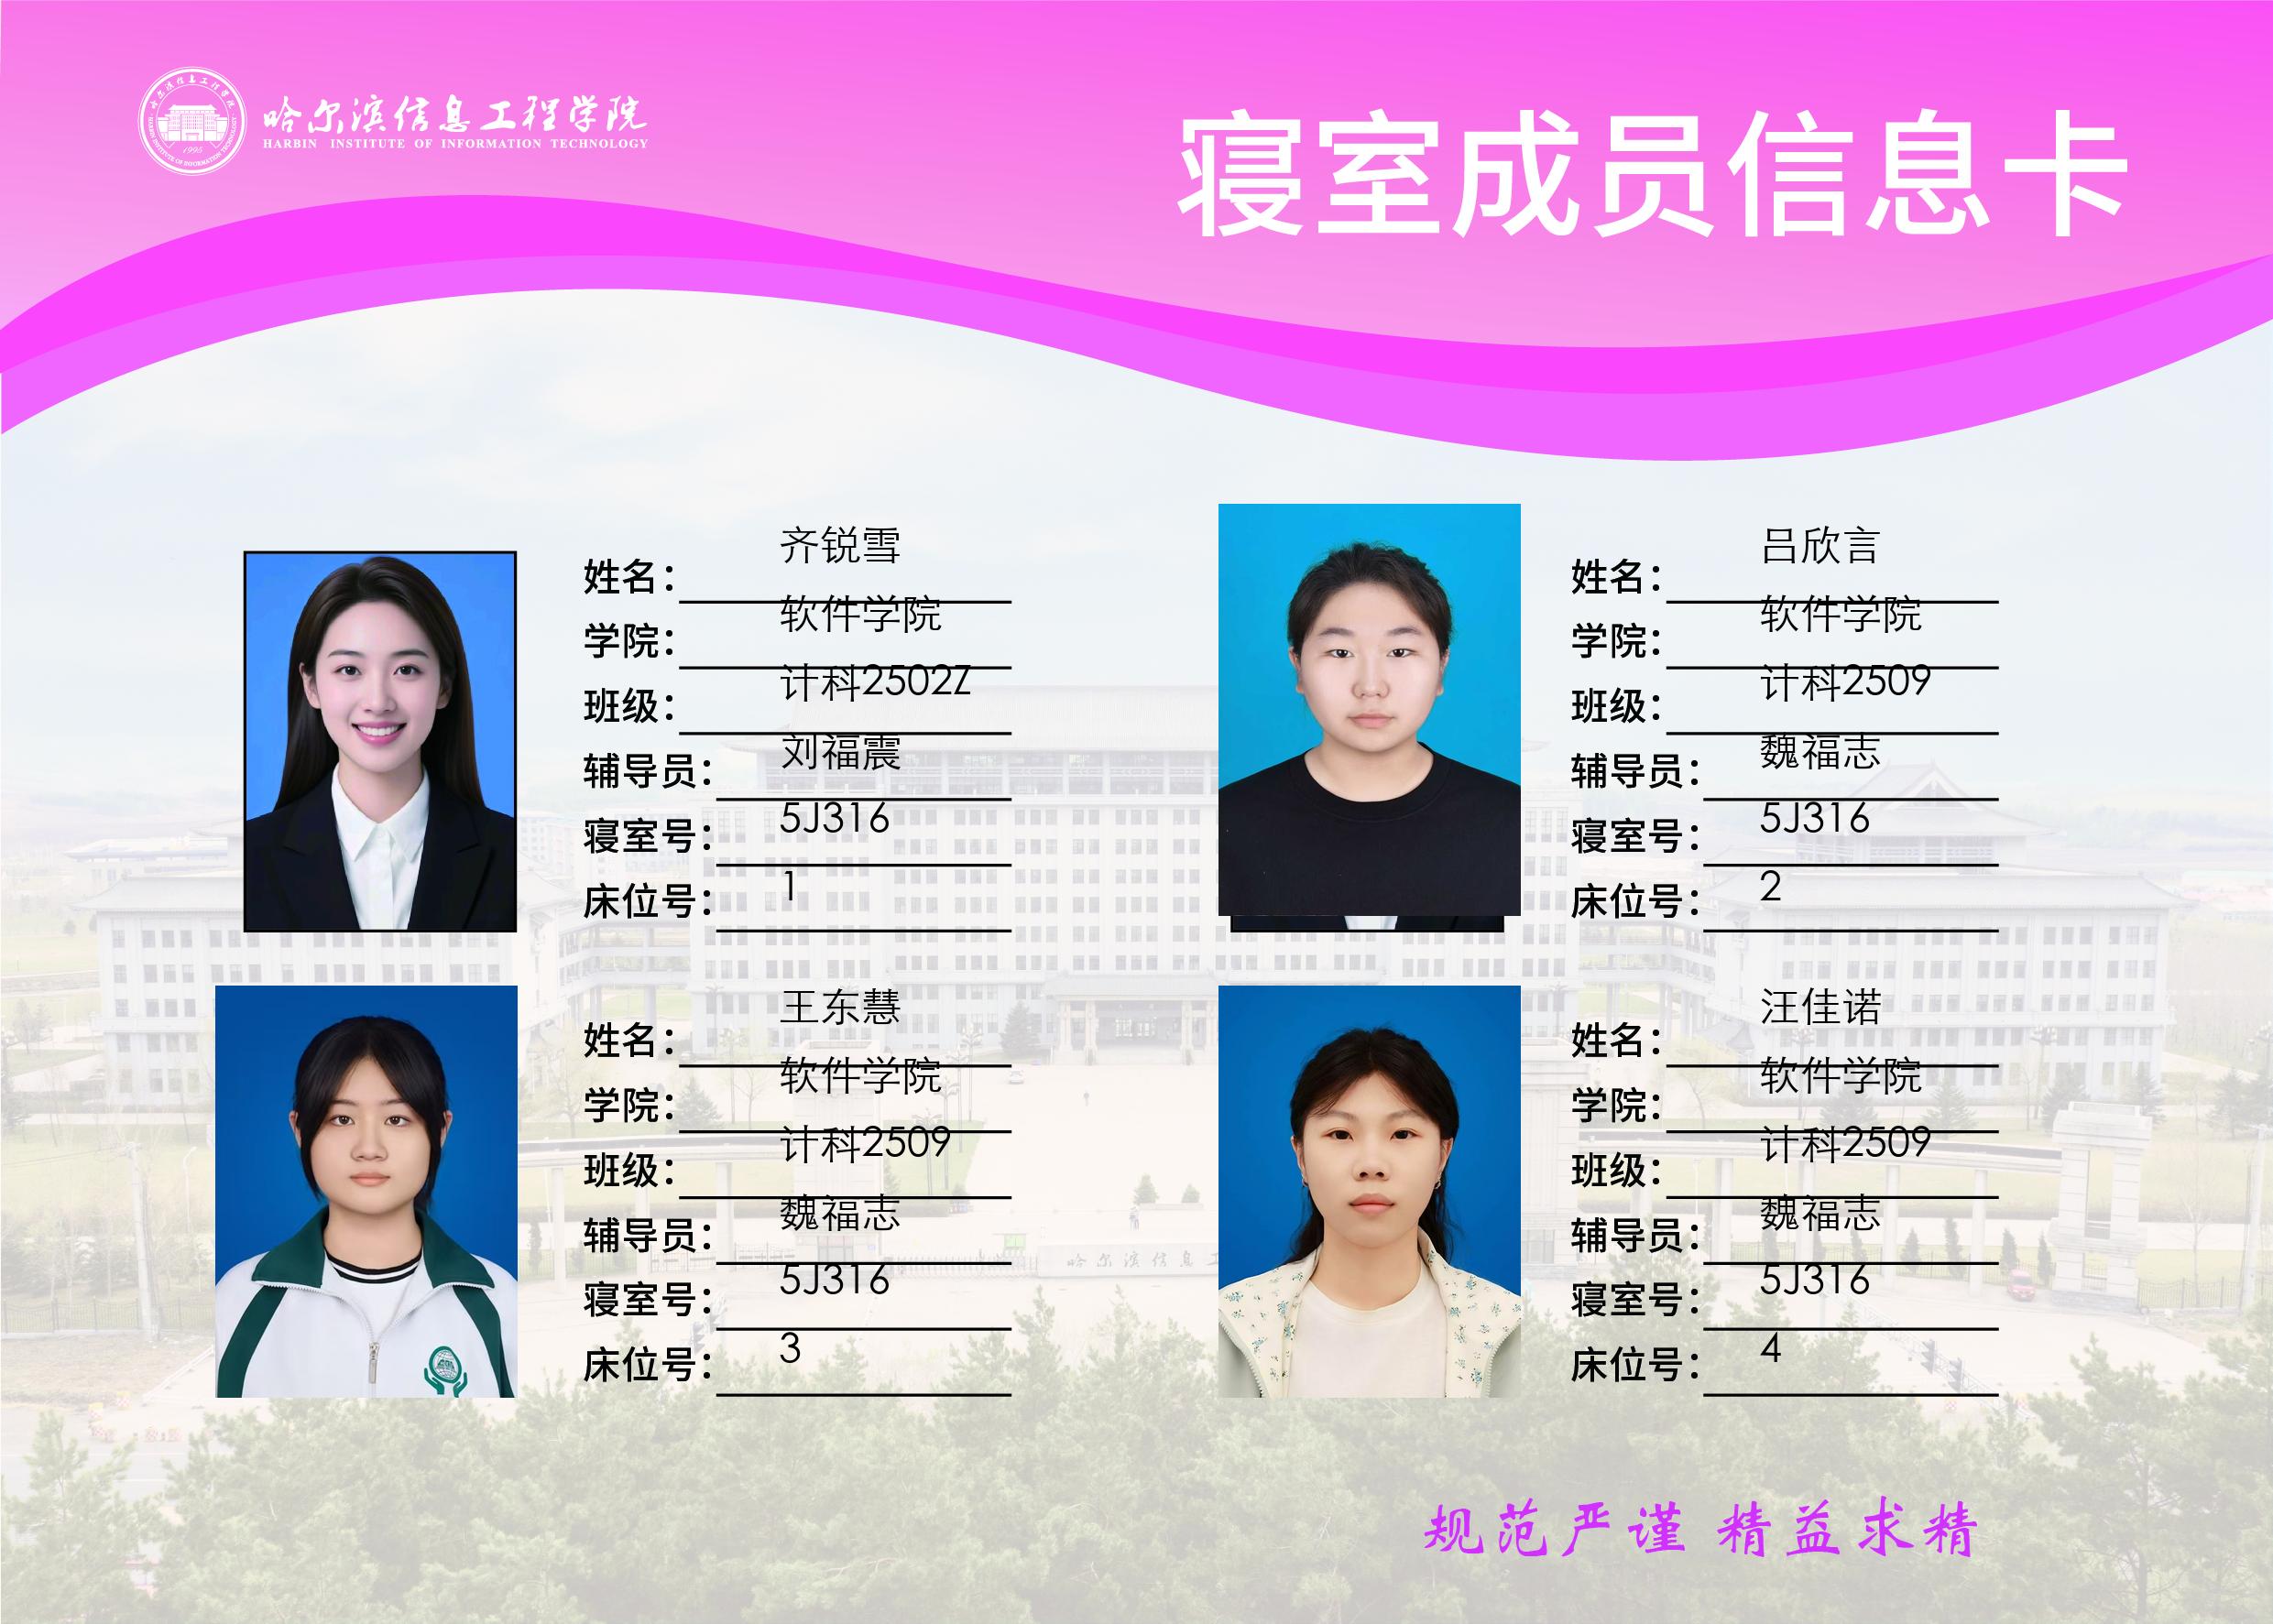 哈尔滨信息工程学院
HARBIN INSTITUTE OF INFORMATION TECHNOLOGY
1995
寝室成员信息卡
姓名：齐锐雪
学院：软件学院
班级：计科2502Z
辅导员：刘福震
寝室号：5J316
床位号：1
姓名：吕欣言
学院：软件学院
班级：计科2509
辅导员：魏福志
寝室号：5J316
床位号：2
姓名：王东慧
学院：软件学院
班级：计科2509
辅导员：魏福志
寝室号：5J316
床位号：3
姓名：汪佳诺
学院：软件学院
班级：计科2509
辅导员：魏福志
寝室号：5J316
床位号：4
哈尔滨信息工
规范严谨 精益求精